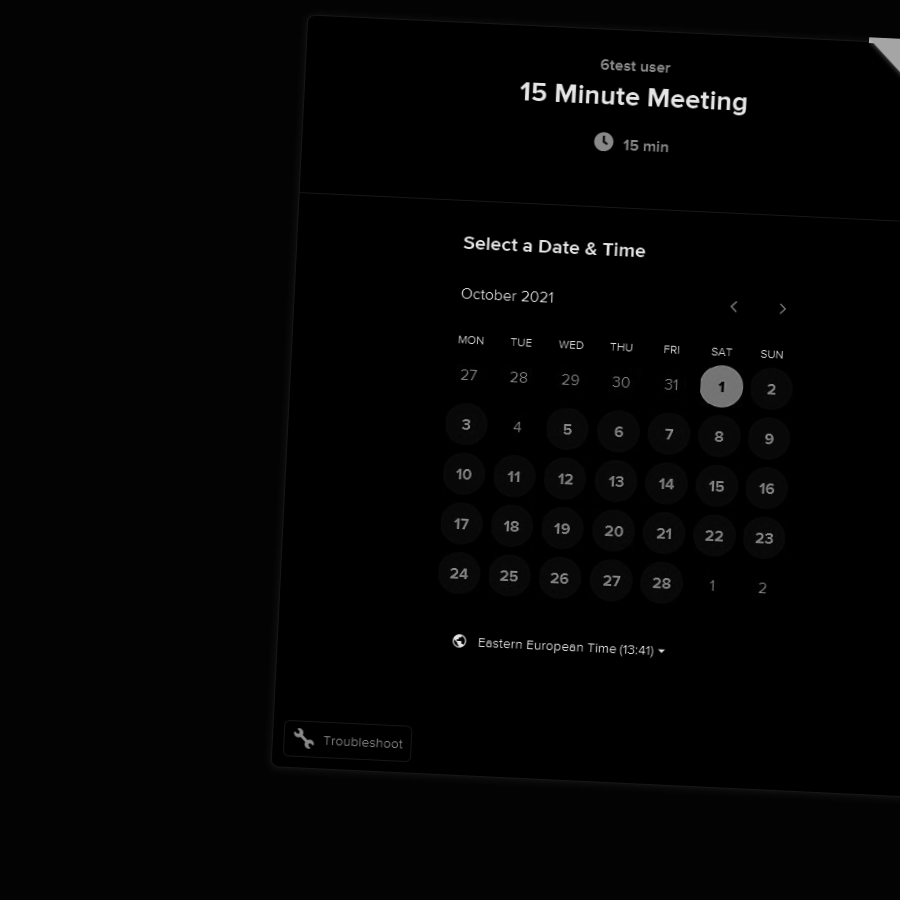 6test user
15 Minute Meeting
15 min
Select a Date & Time
October 2021
MON TUE WED THU FRI SAT SUN
27 28 29 30 31 1 2
3 4 5 6 7 8 9
10 11 12 13 14 15 16
17 18 19 20 21 22 23
24 25 26 27 28 1 2
Eastern European Time (13:41)
Troubleshoot